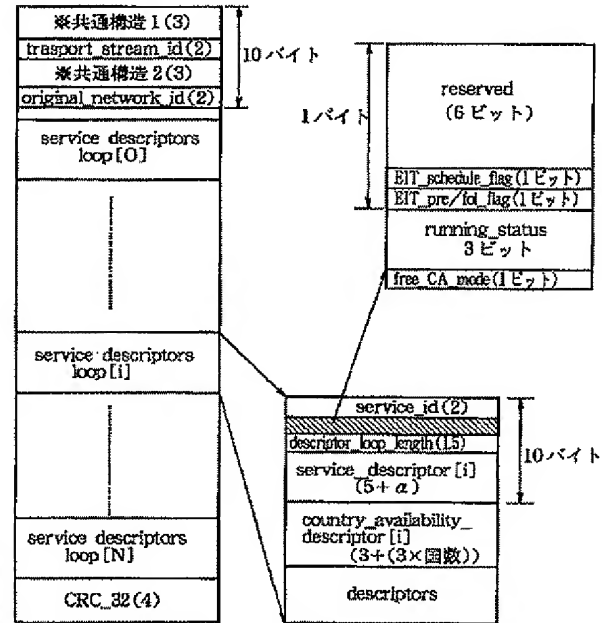 ※共通構造1(3)
trasport_stream_id(2)
※共通構造2(3)
original_network_id(2)
10バイト
service descriptors
loop[0]
service descriptors
loop[i]
service descriptors
loop[N]
CRC_32(4)
1バイト
reserved
(6ビット)
EIT_schedule_flag(1ビット)
EIT_pre/fol_flag(1ビット)
running_status
3ビット
free_CA_mode(1ビット)
service_id(2)
descriptor_loop_length(1.5)
service_descriptor[i]
(5+α)
10バイト
country_availability_
descriptor[i]
(3+(3×国数))
descriptors